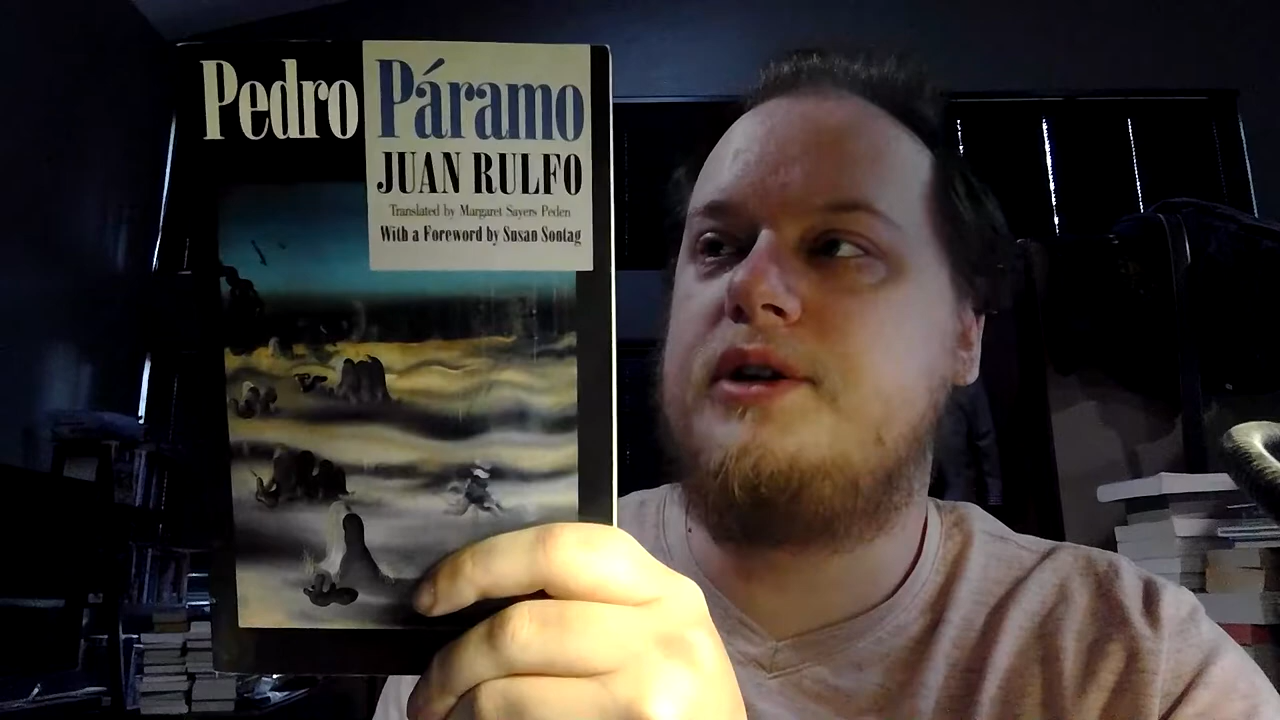 Pedro Páramo
JUAN RULFO
Translated by Margaret Sayers Peden
With a Foreword by Susan Sontag